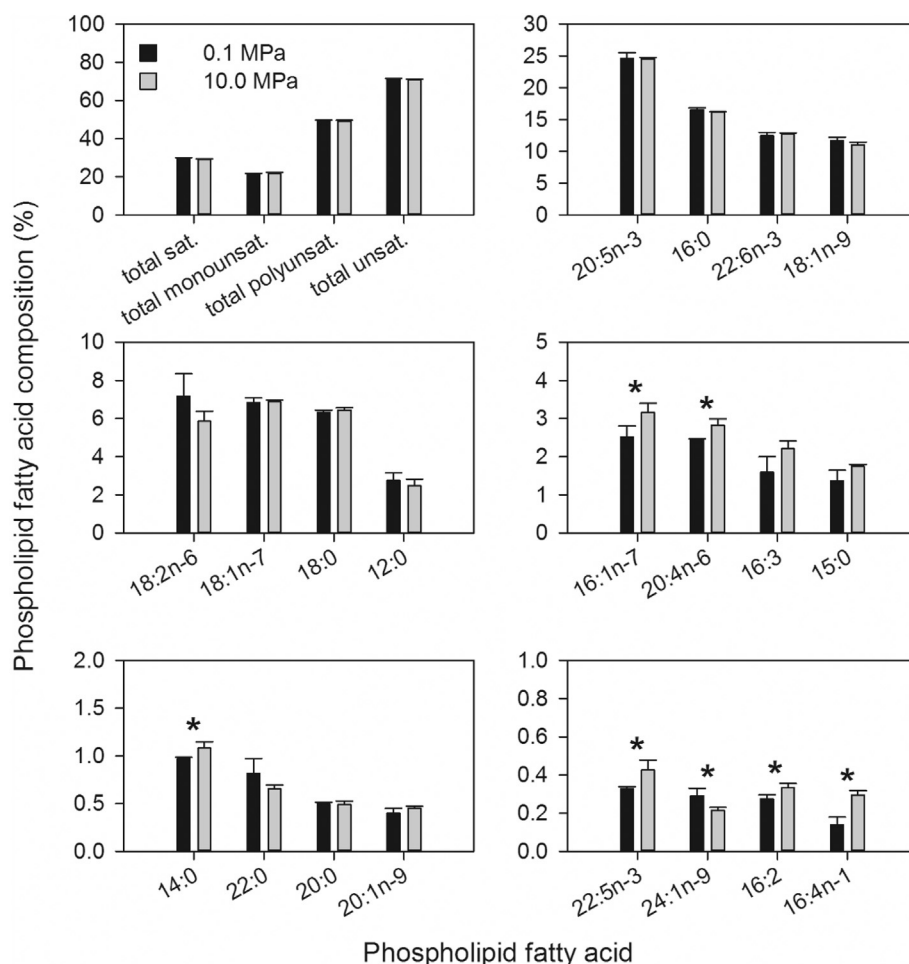 Phospholipid fatty acid composition (%)
100
80
60
40
20
0
0.1 MPa
10.0 MPa
total sat.
total monounsat.
total polyunsat.
total unsat.
30
25
20
15
10
5
0
20:5n-3
16:0
22:6n-3
18:1n-9
10
8
6
4
2
0
18:2n-6
18:1n-7
18:0
12:0
5
4
3
2
1
0
*
*
16:1n-7
20:4n-6
16:3
15:0
2.0
1.5
1.0
0.5
0.0
*
14:0
22:0
20:0
20:1n-9
1.0
0.8
0.6
0.4
0.2
0.0
*
*
*
*
22:5n-3
24:1n-9
16:2
16:4n-1
Phospholipid fatty acid